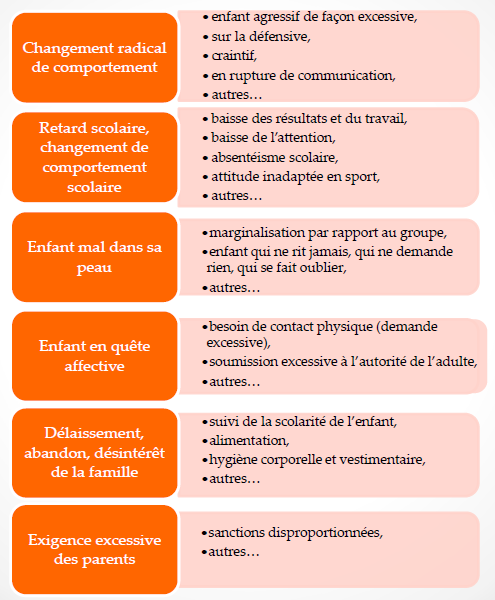 Changement radical
de comportement
•enfant agressif de façon excessive,
•sur la défensive,
•craintif,
•en rupture de communication,
•autres…
Retard scolaire,
changement de
comportement
scolaire
•baisse des résultats et du travail,
•baisse de l’attention,
•absentéisme scolaire,
•attitude inadaptée en sport,
•autres…
Enfant mal dans sa
peau
•marginalisation par rapport au groupe,
•enfant qui ne rit jamais, qui ne demande
rien, qui se fait oublier,
•autres…
Enfant en quête
affective
•besoin de contact physique (demande
excessive),
•soumission excessive à l’autorité de l’adulte,
•autres…
Délaissement,
abandon, désintérêt
de la famille
•suivi de la scolarité de l’enfant,
•alimentation,
•hygiène corporelle et vestimentaire,
•autres…
Exigence excessive
des parents
•sanctions disproportionnées,
•autres…